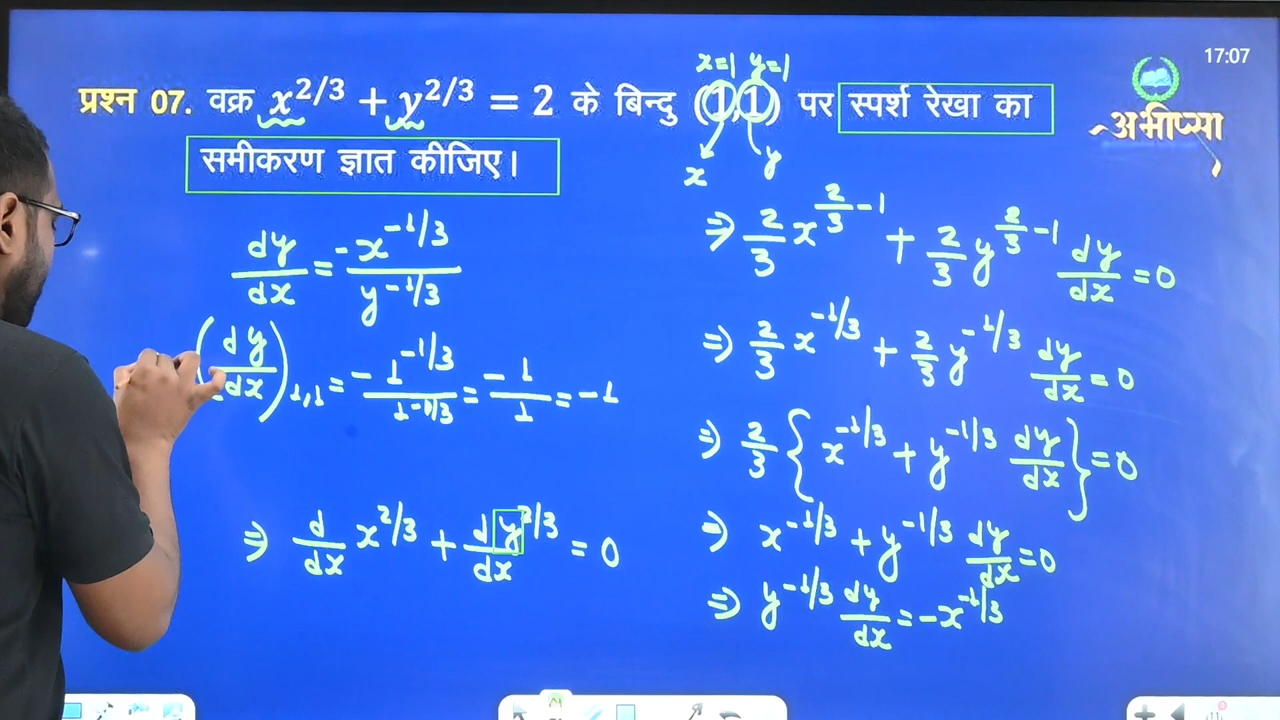 17:07
x=1 y=1
प्रश्न 07. वक्र x^{2/3} + y^{2/3} = 2 के बिन्दु (1,1) पर स्पर्श रेखा का
समीकरण ज्ञात कीजिए।
x y
अभीप्सा
dy/dx = -x^{-1/3}/y^{-1/3}
(dy/dx)_{1,1} = -1^{-1/3}/1^{-1/3} = -1/1 = -1
⇒ d/dx x^{2/3} + d/dx y^{2/3} = 0
⇒ 2/3 x^{2/3-1} + 2/3 y^{2/3-1} dy/dx = 0
⇒ 2/3 x^{-1/3} + 2/3 y^{-1/3} dy/dx = 0
⇒ 2/3 { x^{-1/3} + y^{-1/3} dy/dx } = 0
⇒ x^{-1/3} + y^{-1/3} dy/dx = 0
⇒ y^{-1/3} dy/dx = -x^{-1/3}